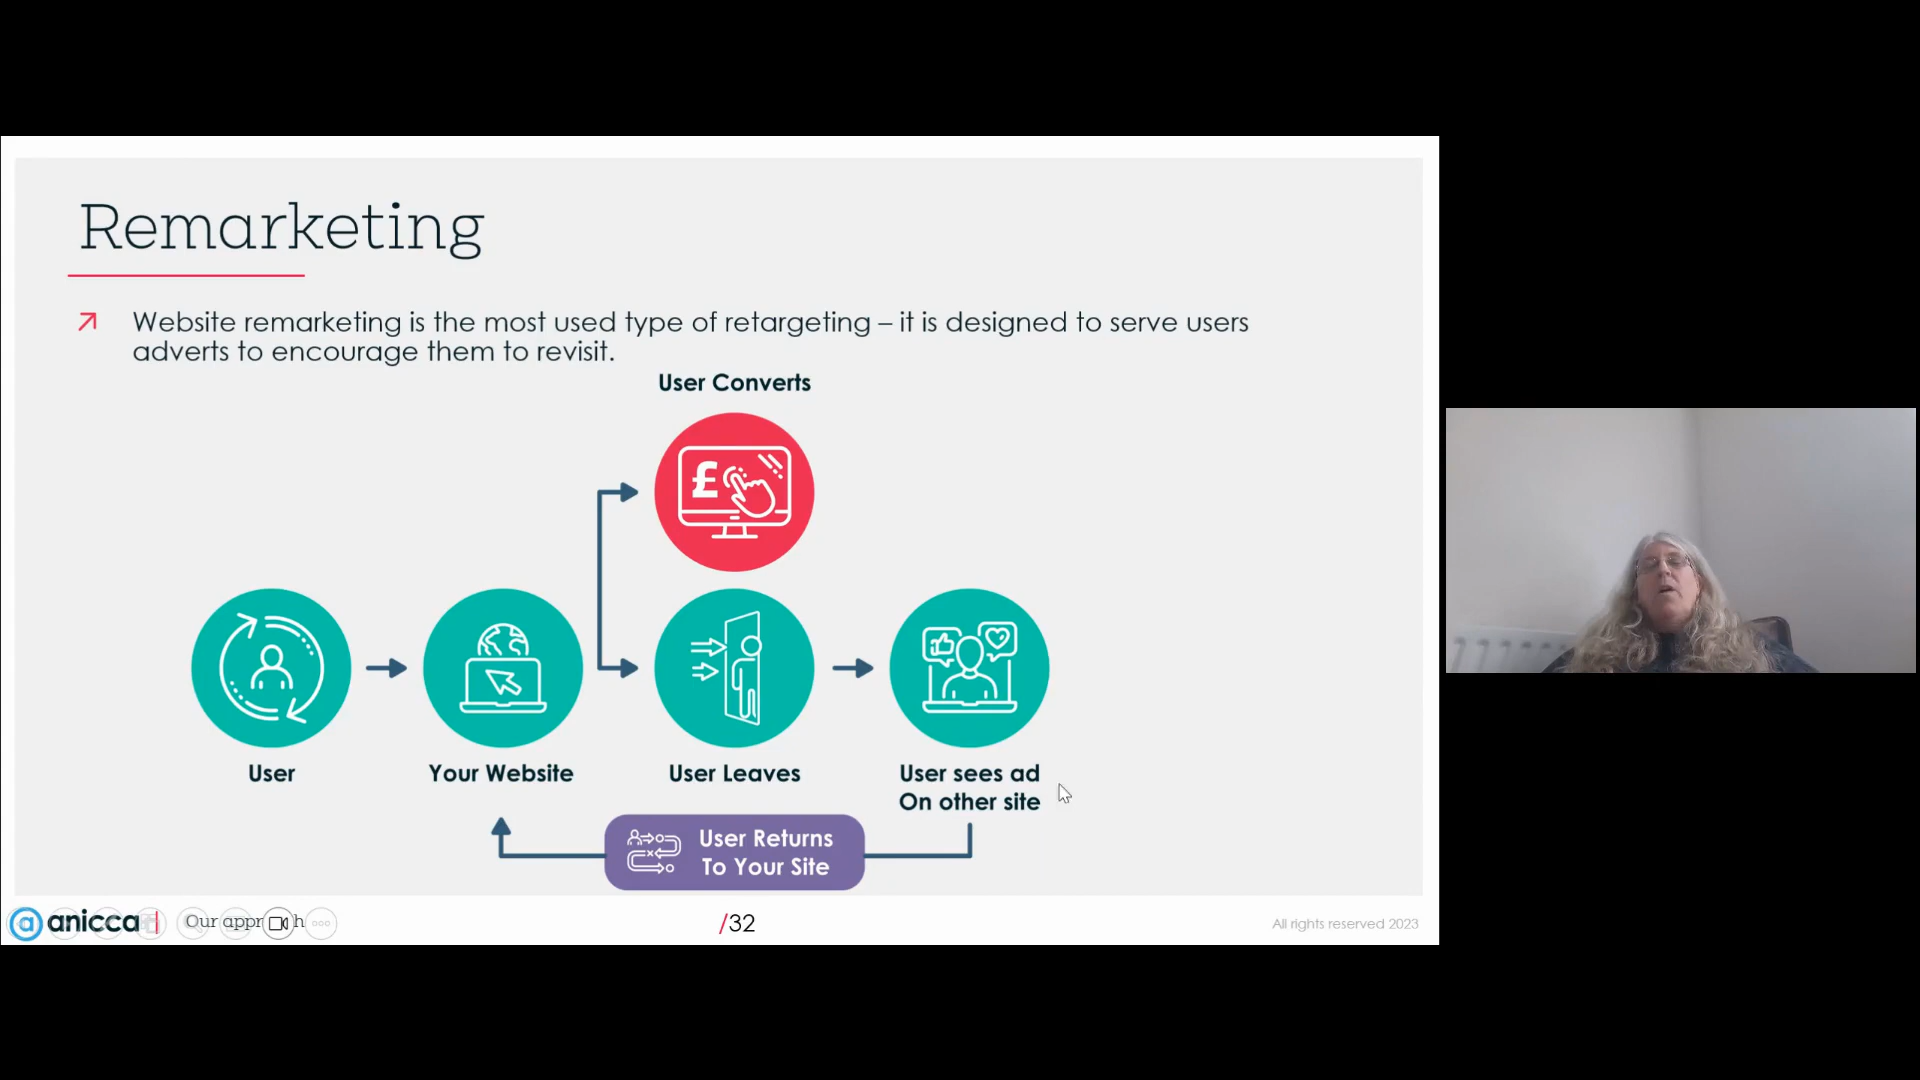 Remarketing
Website remarketing is the most used type of retargeting – it is designed to serve users
adverts to encourage them to revisit.
User Converts
£
User
Your Website
User Leaves
User sees ad
On other site
User Returns
To Your Site
anicca
Our approach
/32
All rights reserved 2023